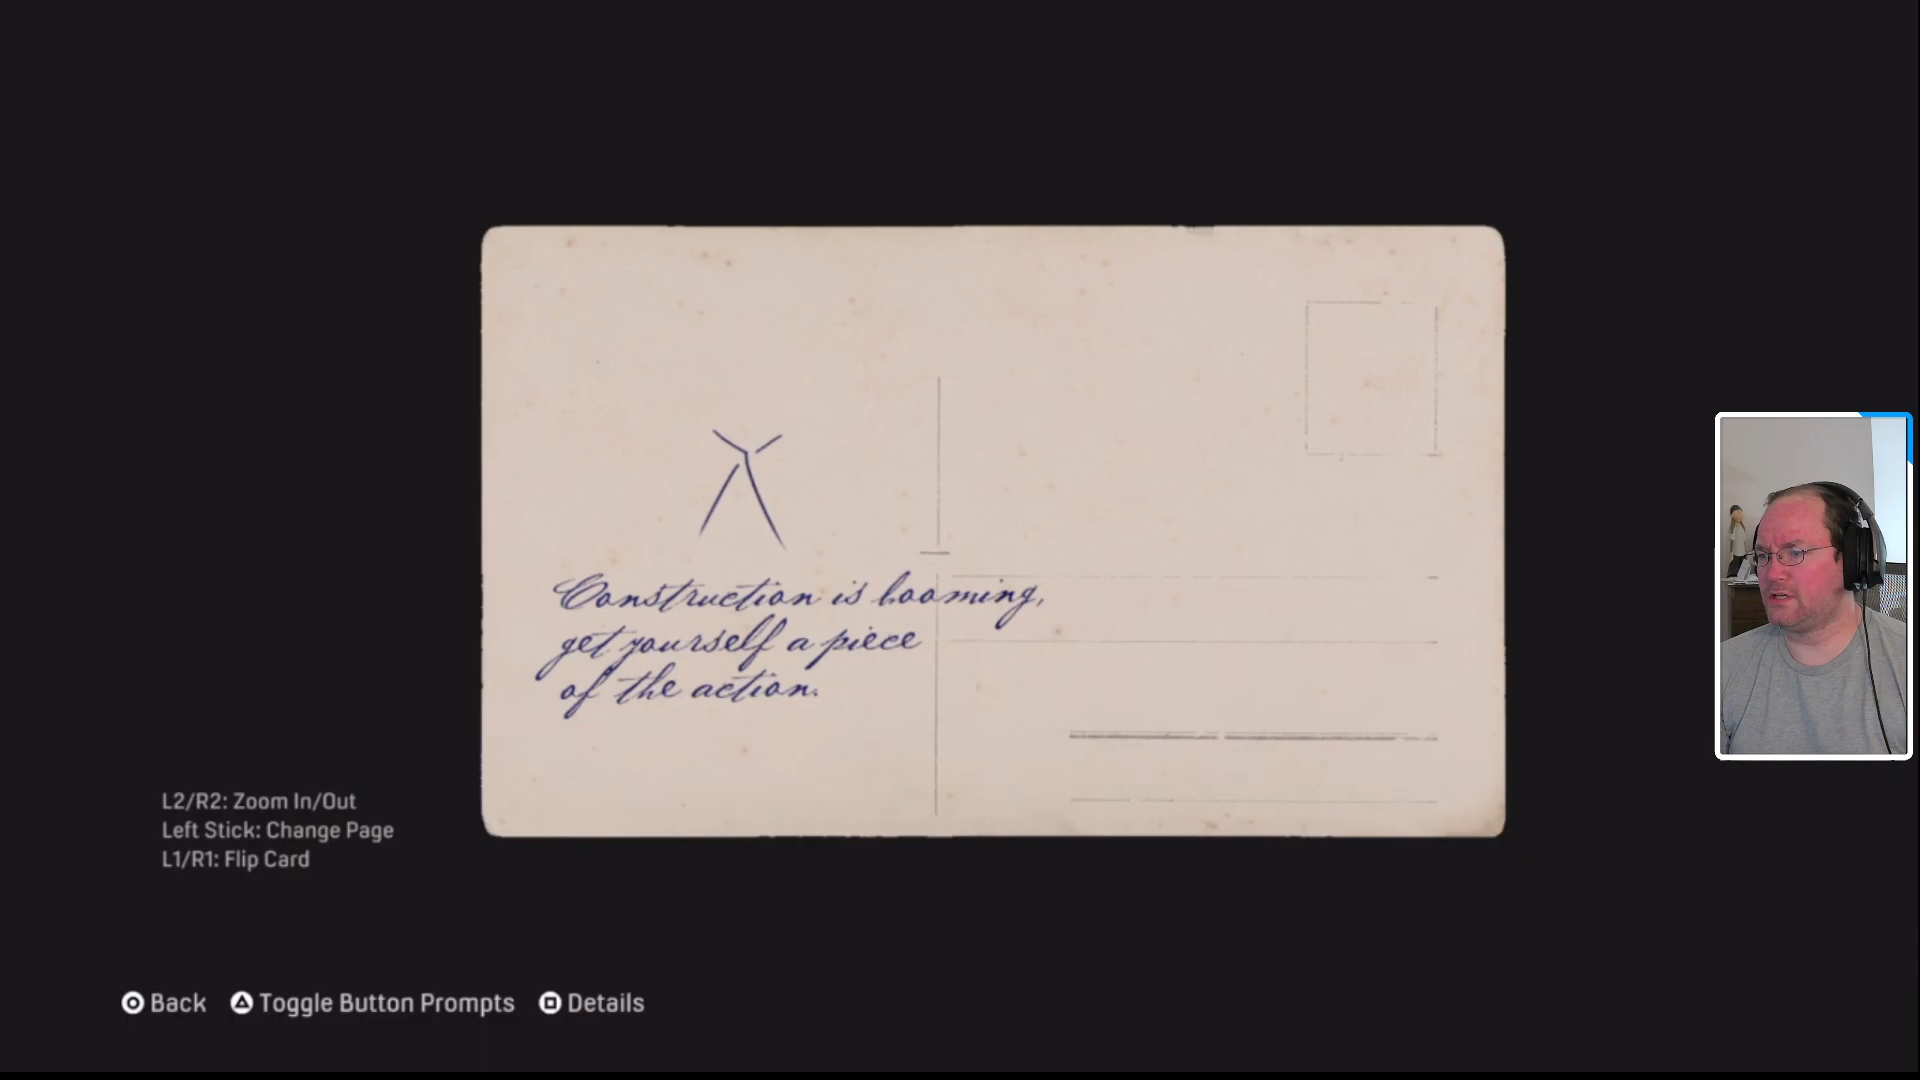 Construction is booming,
get yourself a piece
of the action.
L2/R2: Zoom In/Out
Left Stick: Change Page
L1/R1: Flip Card
Back
Toggle Button Prompts
Details